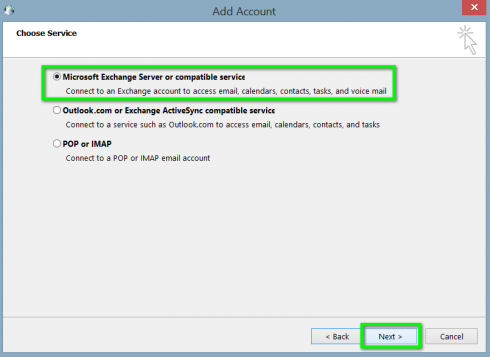 Add Account
Choose Service
Microsoft Exchange Server or compatible service
Connect to an Exchange account to access email, calendars, contacts, tasks, and voice mail
Outlook.com or Exchange ActiveSync compatible service
Connect to a service such as Outlook.com to access email, calendars, contacts, and tasks
POP or IMAP
Connect to a POP or IMAP email account
< Back Next > Cancel